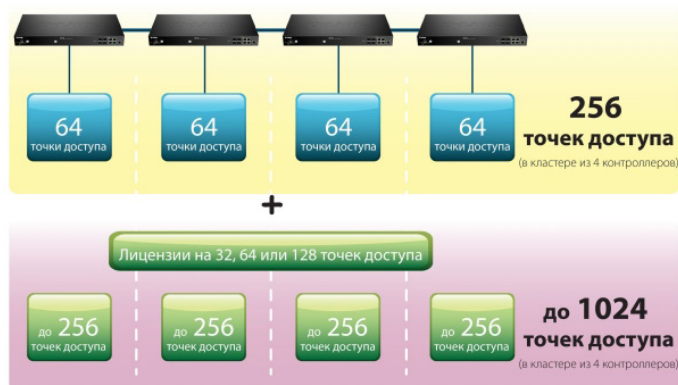 64
точки доступа
64
точки доступа
64
точки доступа
64
точки доступа
256
точек доступа
(в кластере из 4 контроллеров)
+
Лицензии на 32, 64 или 128 точек доступа
до 256
точек доступа
до 256
точек доступа
до 256
точек доступа
до 256
точек доступа
до 1024
точек доступа
(в кластере из 4 контроллеров)